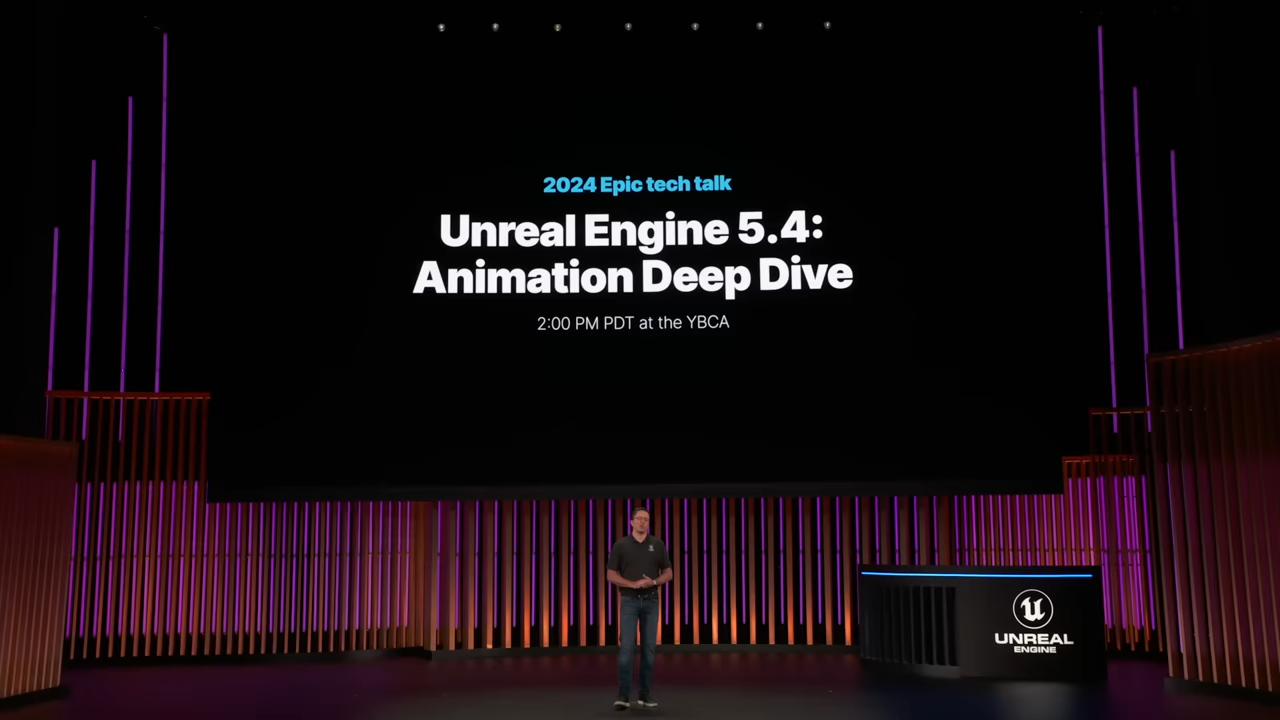 2024 Epic tech talk
Unreal Engine 5.4:
Animation Deep Dive
2:00 PM PDT at the YBCA
UNREAL
ENGINE